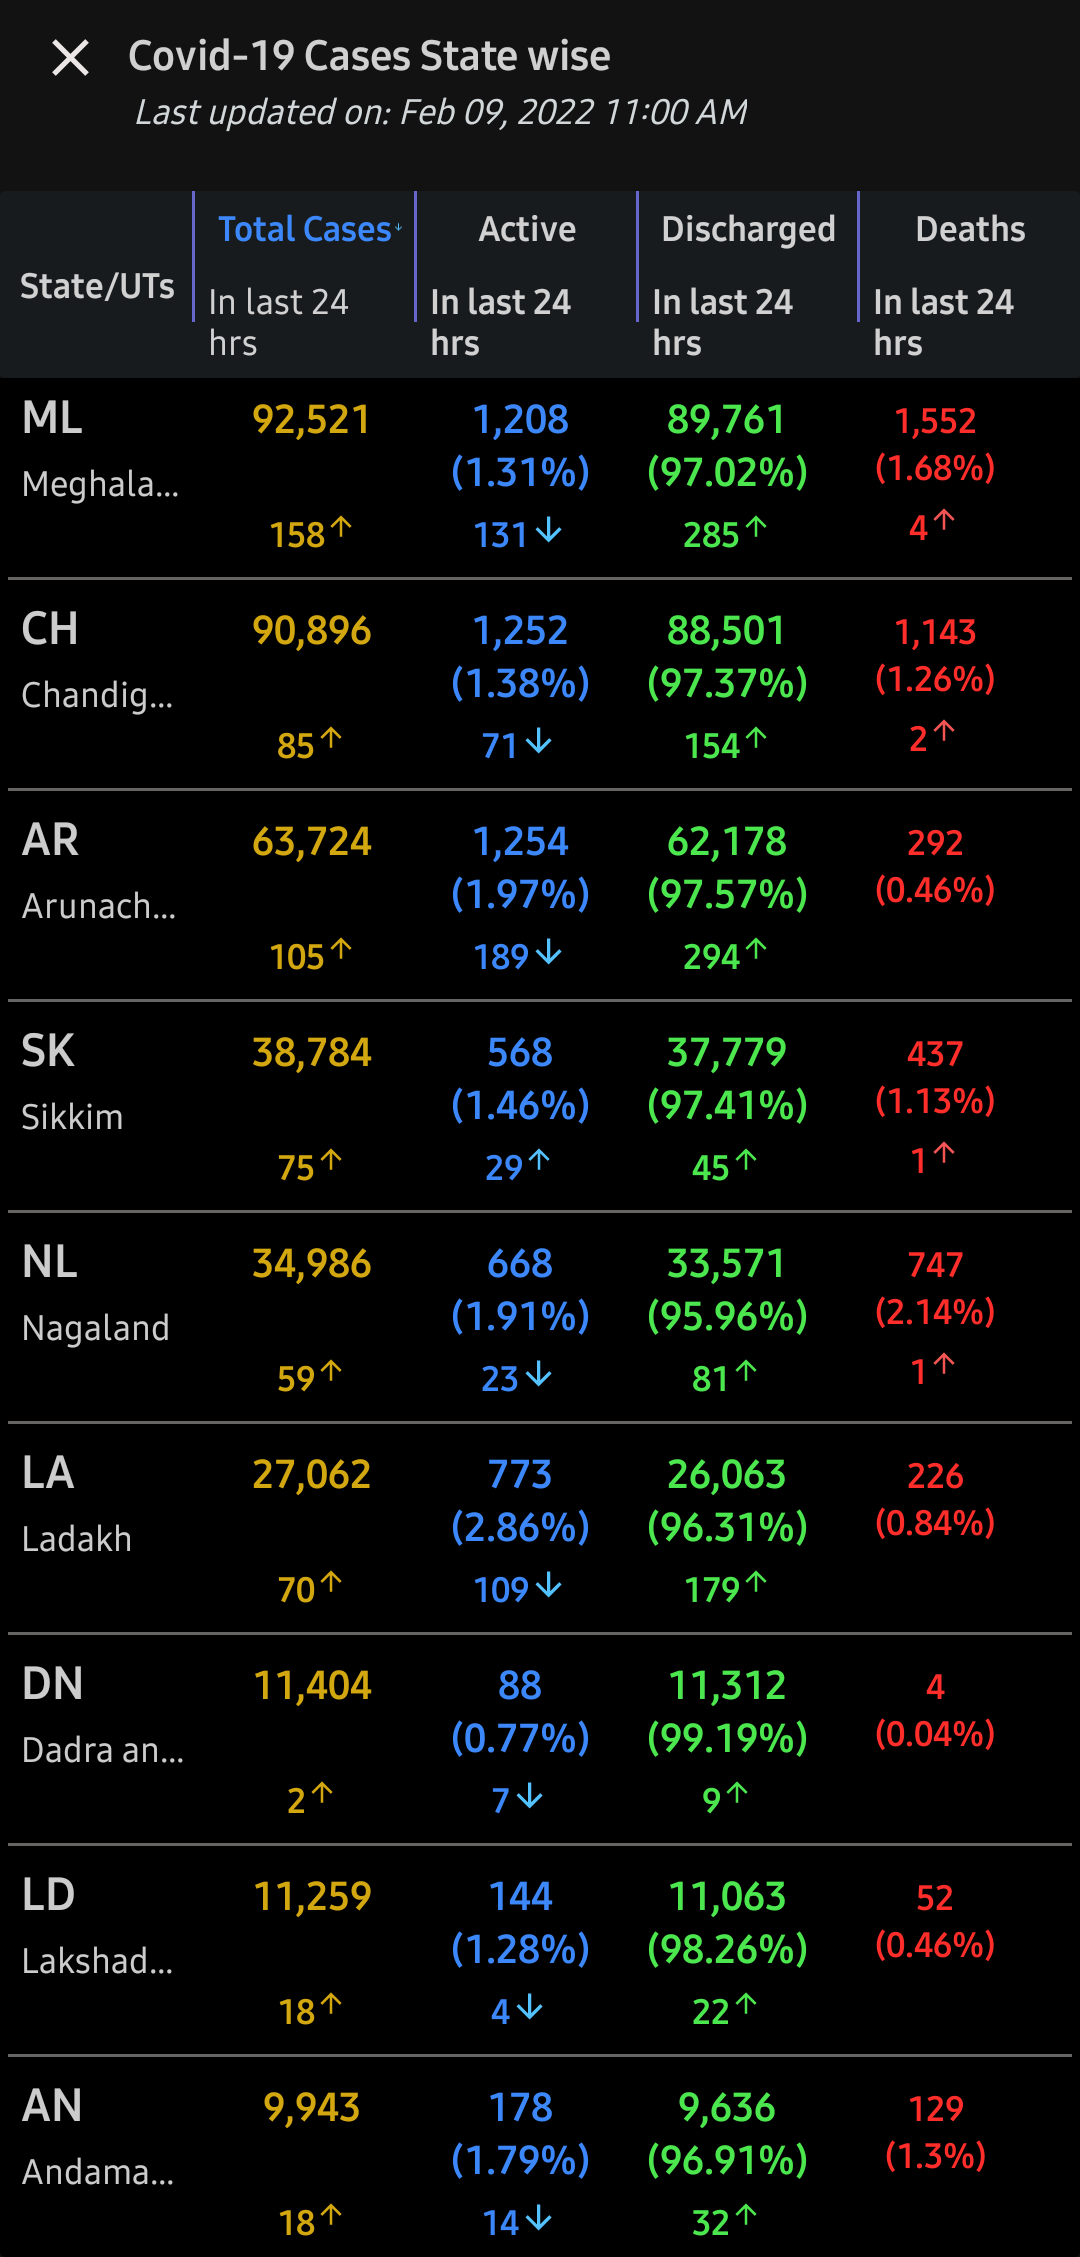 Covid-19 Cases State wise
Last updated on: Feb 09, 2022 11:00 AM
State/UTs Total Cases↓ Active Discharged Deaths
In last 24 hrs In last 24 hrs In last 24 hrs In last 24 hrs
ML 92,521 1,208 89,761 1,552
Meghala... (1.31%) (97.02%) (1.68%)
158↑ 131↓ 285↑ 4↑
CH 90,896 1,252 88,501 1,143
Chandig... (1.38%) (97.37%) (1.26%)
85↑ 71↓ 154↑ 2↑
AR 63,724 1,254 62,178 292
Arunach... (1.97%) (97.57%) (0.46%)
105↑ 189↓ 294↑
SK 38,784 568 37,779 437
Sikkim (1.46%) (97.41%) (1.13%)
75↑ 29↑ 45↑ 1↑
NL 34,986 668 33,571 747
Nagaland (1.91%) (95.96%) (2.14%)
59↑ 23↓ 81↑ 1↑
LA 27,062 773 26,063 226
Ladakh (2.86%) (96.31%) (0.84%)
70↑ 109↓ 179↑
DN 11,404 88 11,312 4
Dadra an... (0.77%) (99.19%) (0.04%)
2↑ 7↓ 9↑
LD 11,259 144 11,063 52
Lakshad... (1.28%) (98.26%) (0.46%)
18↑ 4↓ 22↑
AN 9,943 178 9,636 129
Andama... (1.79%) (96.91%) (1.3%)
18↑ 14↓ 32↑